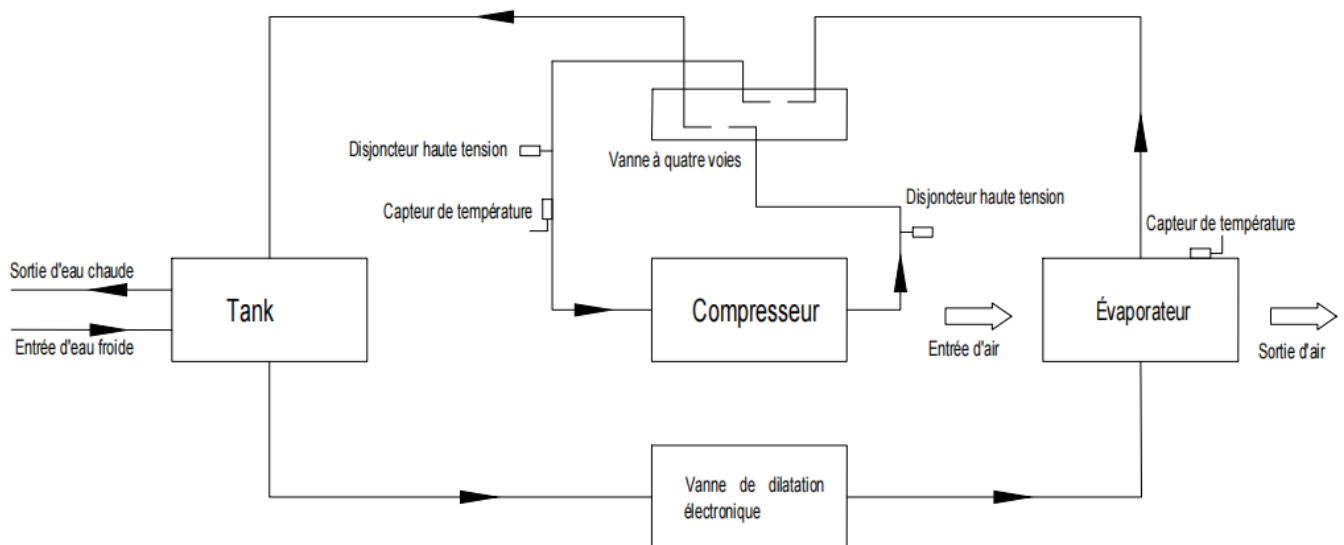 Disjoncteur haute tension
Vanne à quatre voies
Capteur de température
Disjoncteur haute tension
Capteur de température
Sortie d'eau chaude
Tank
Compresseur
Évaporateur
Entrée d'eau froide
Entrée d'air
Sortie d'air
Vanne de dilatation
électronique